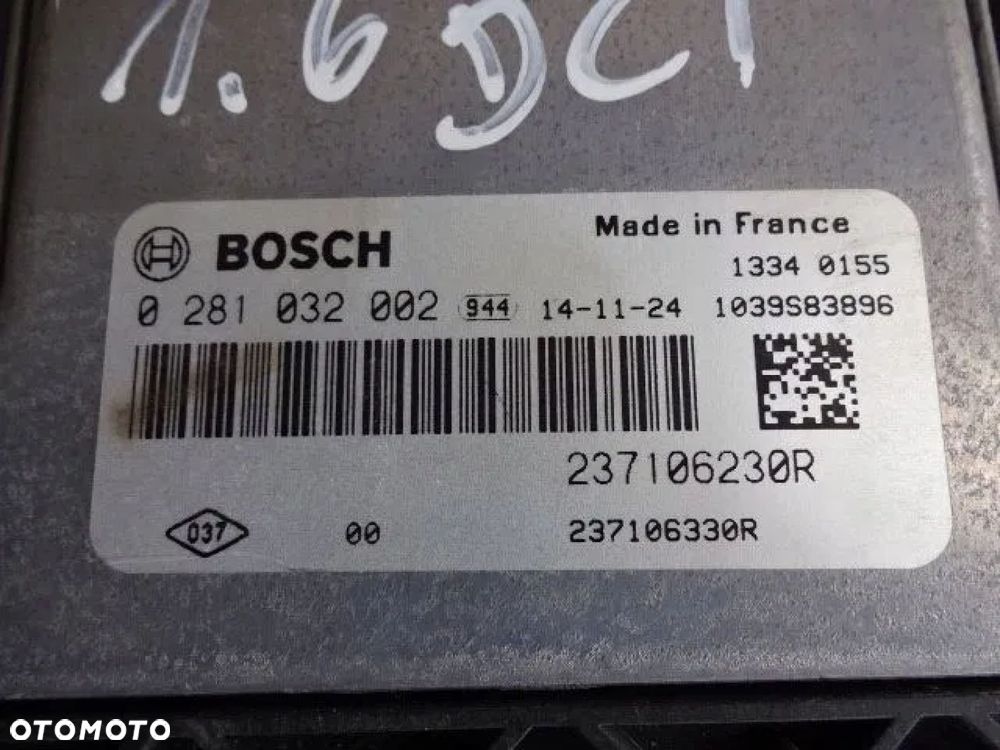 1.6 DCI
BOSCH
Made in France
1334 0155
0 281 032 002 944 14-11-24 1039S83896
237106230R
037 00 237106330R
OTOMOTO